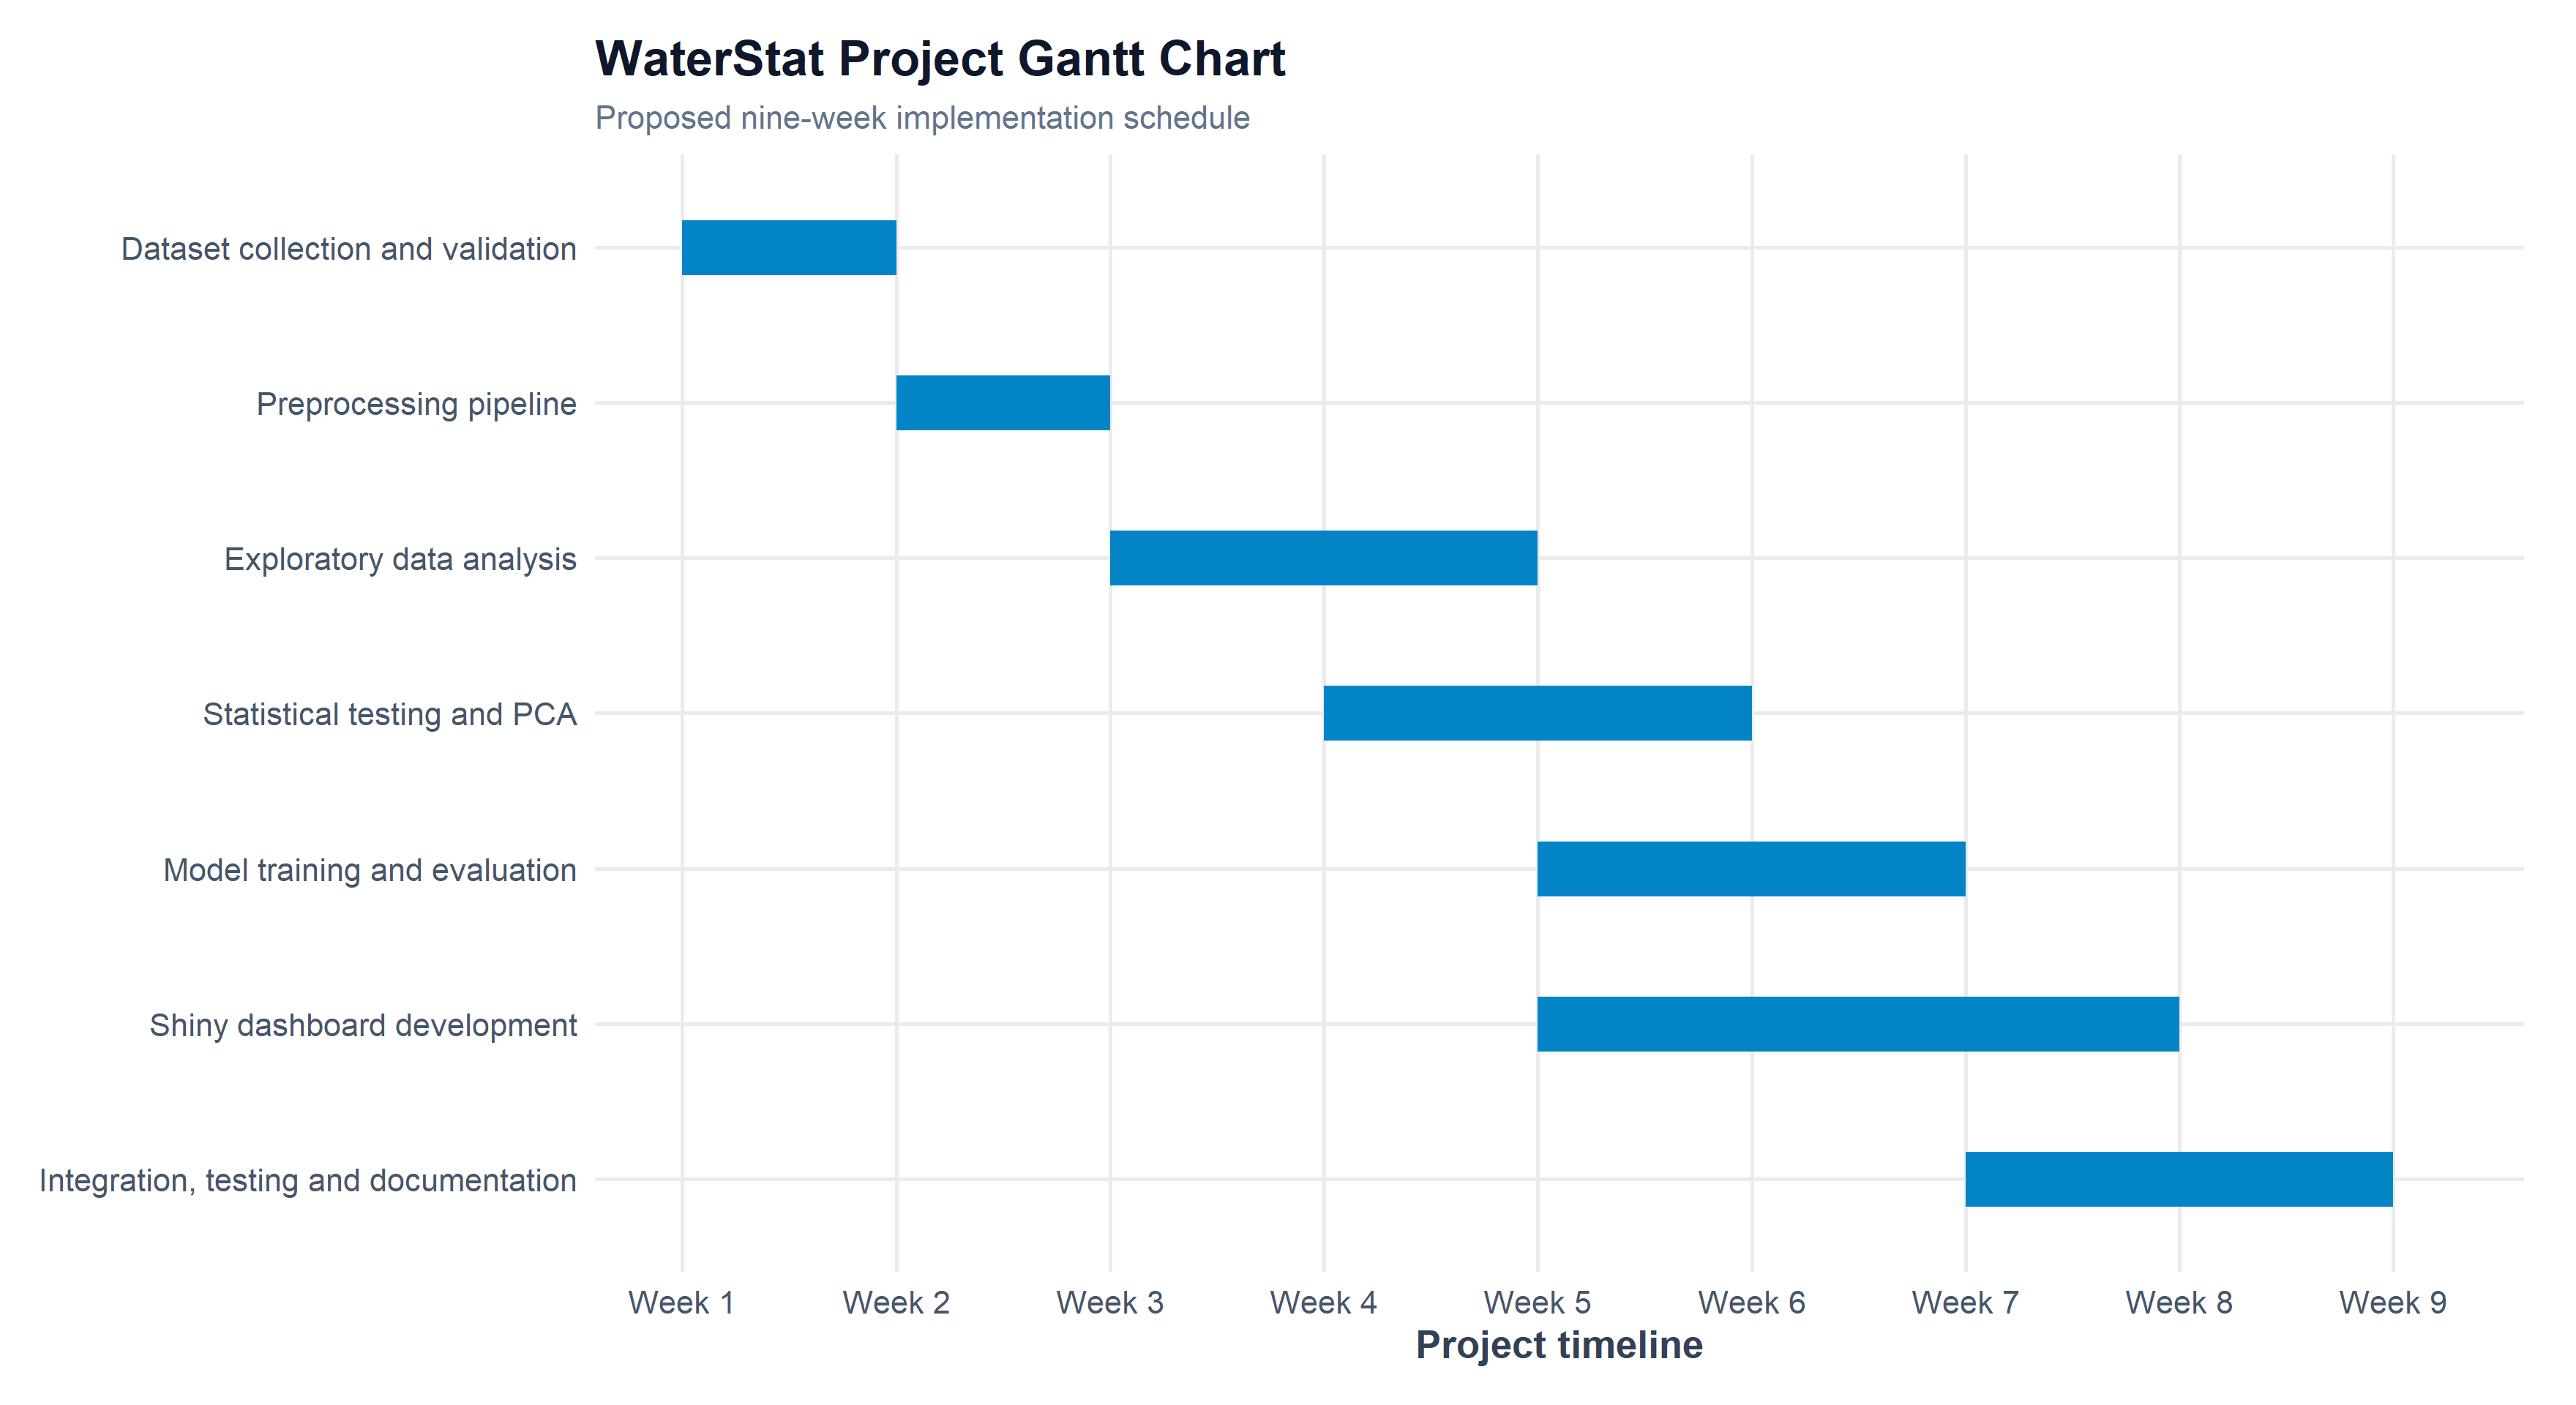 WaterStat Project Gantt Chart
Proposed nine-week implementation schedule
Dataset collection and validation
Preprocessing pipeline
Exploratory data analysis
Statistical testing and PCA
Model training and evaluation
Shiny dashboard development
Integration, testing and documentation
Week 1 Week 2 Week 3 Week 4 Week 5 Week 6 Week 7 Week 8 Week 9
Project timeline